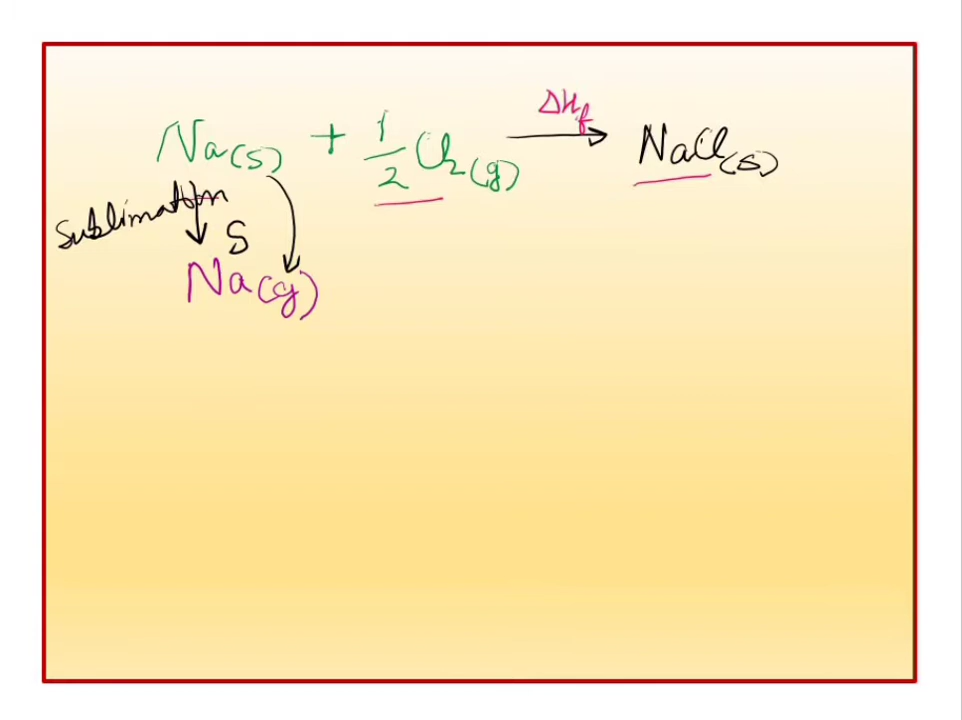 ΔHf
Na(s) + 1/2 Cl2(g) → NaCl(s)
Sublimation ↓ S
Na(g)